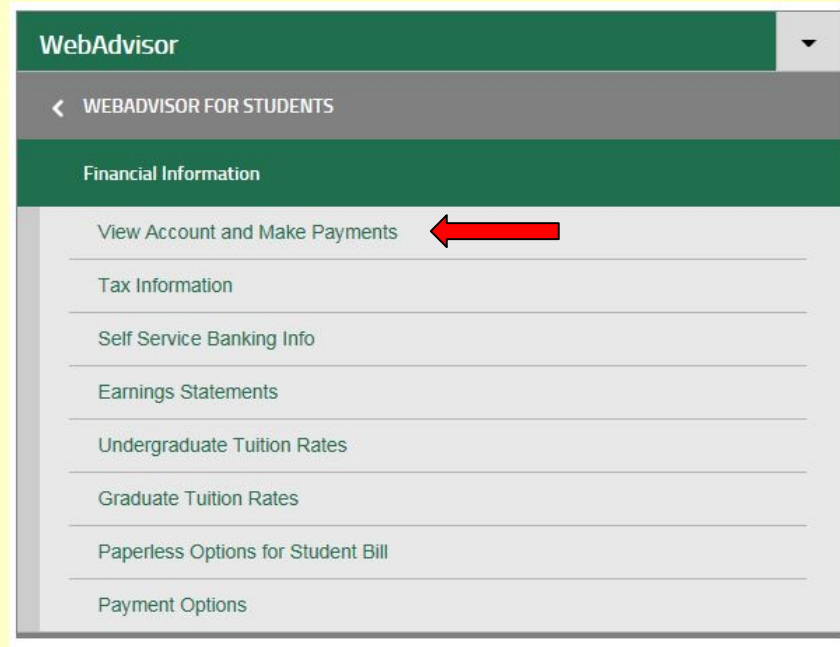 WebAdvisor
WEBADVISOR FOR STUDENTS
Financial Information
View Account and Make Payments
Tax Information
Self Service Banking Info
Earnings Statements
Undergraduate Tuition Rates
Graduate Tuition Rates
Paperless Options for Student Bill
Payment Options